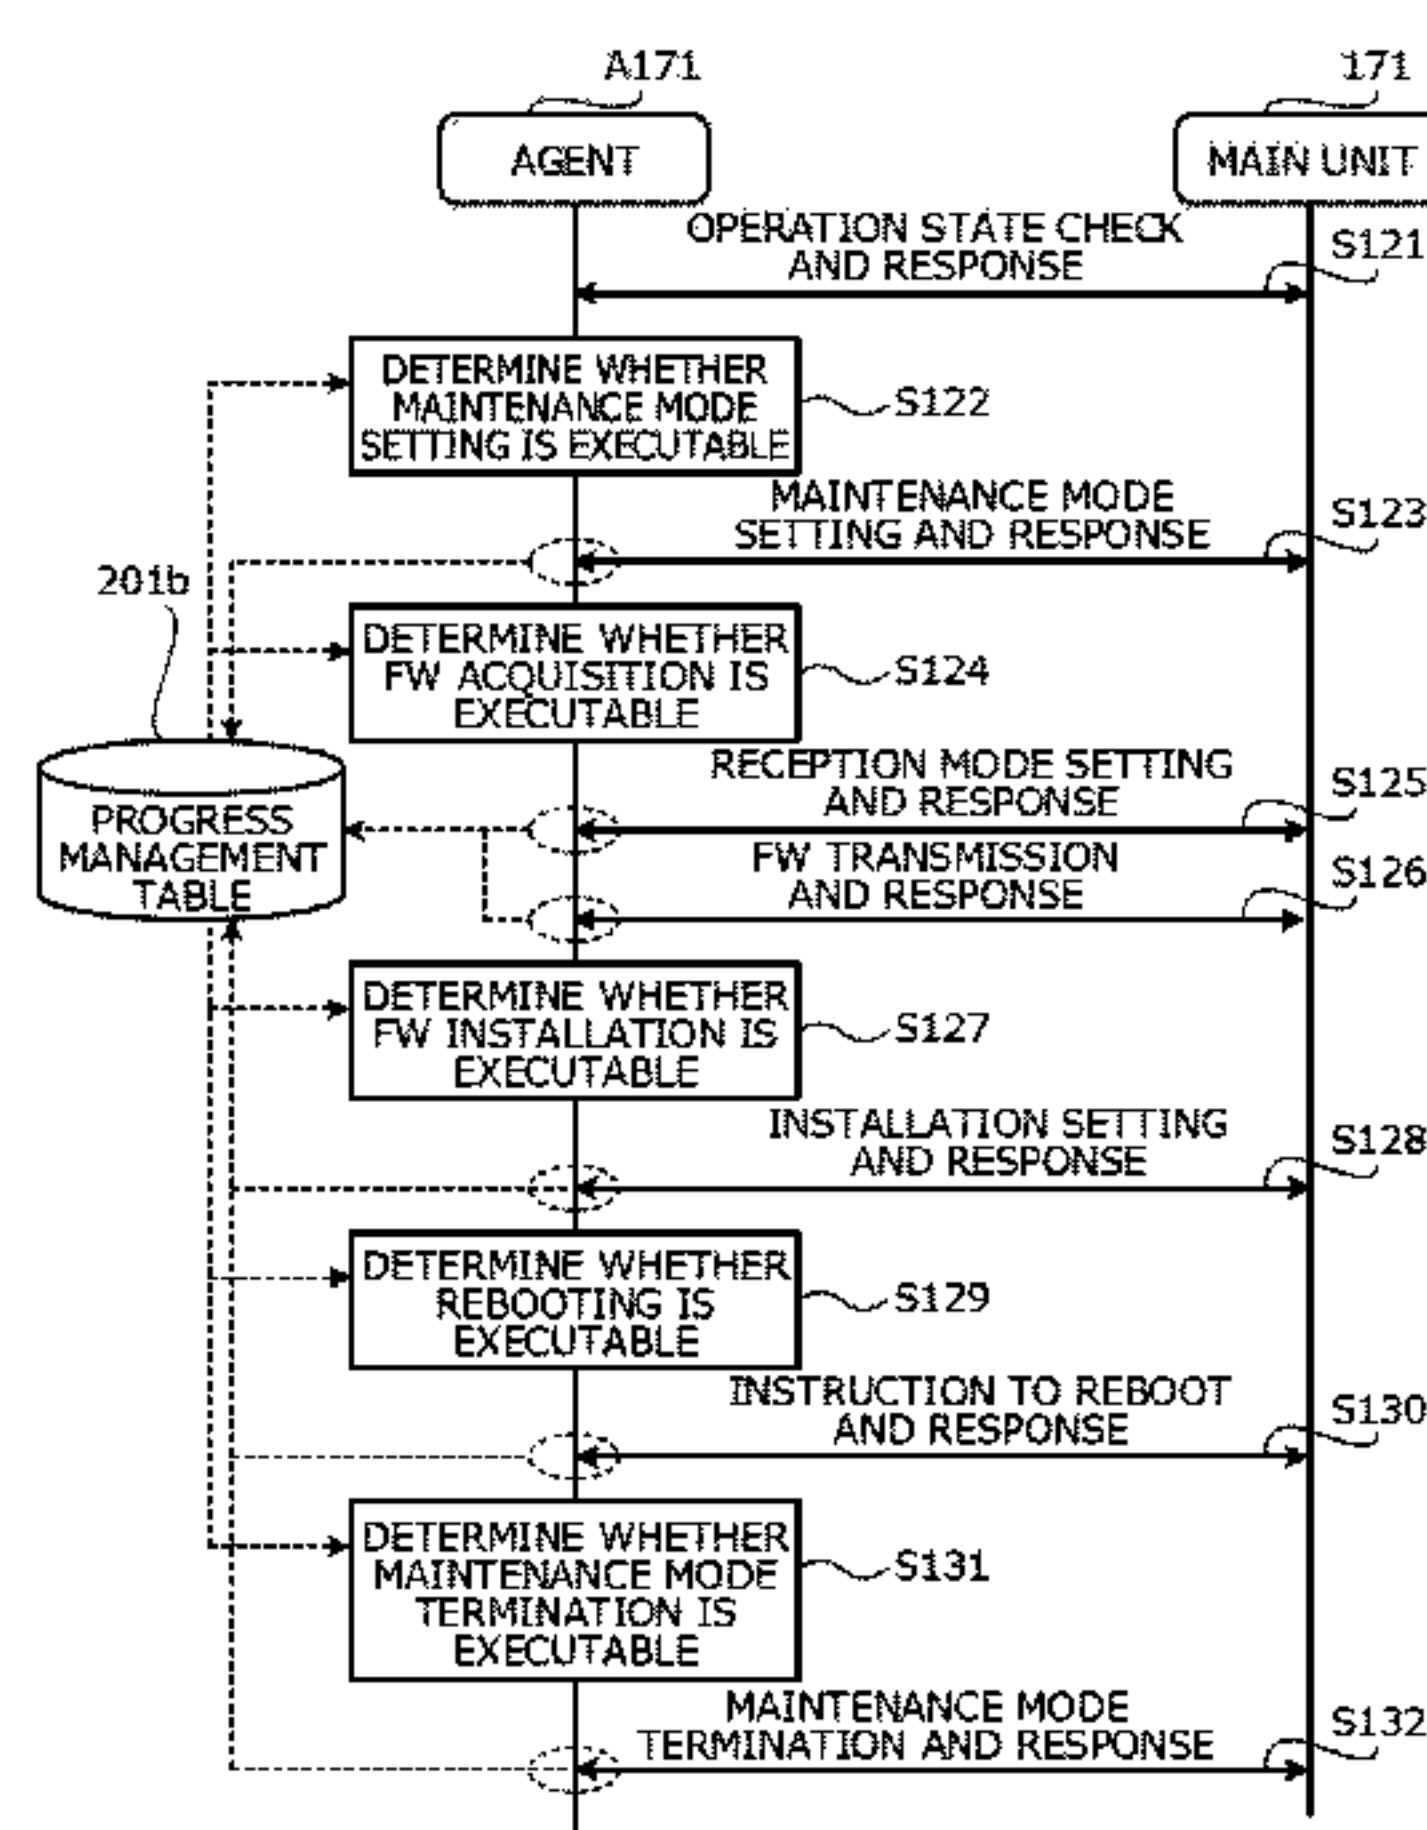 A171
171
AGENT
MAIN UNIT
OPERATION STATE CHECK
AND RESPONSE
S121
DETERMINE WHETHER
MAINTENANCE MODE
SETTING IS EXECUTABLE
S122
MAINTENANCE MODE
SETTING AND RESPONSE
S123
201b
DETERMINE WHETHER
FW ACQUISITION IS
EXECUTABLE
S124
RECEPTION MODE SETTING
AND RESPONSE
S125
PROGRESS
MANAGEMENT
TABLE
FW TRANSMISSION
AND RESPONSE
S126
DETERMINE WHETHER
FW INSTALLATION IS
EXECUTABLE
S127
INSTALLATION SETTING
AND RESPONSE
S128
DETERMINE WHETHER
REBOOTING IS
EXECUTABLE
S129
INSTRUCTION TO REBOOT
AND RESPONSE
S130
DETERMINE WHETHER
MAINTENANCE MODE
TERMINATION IS
EXECUTABLE
S131
MAINTENANCE MODE
TERMINATION AND RESPONSE
S132